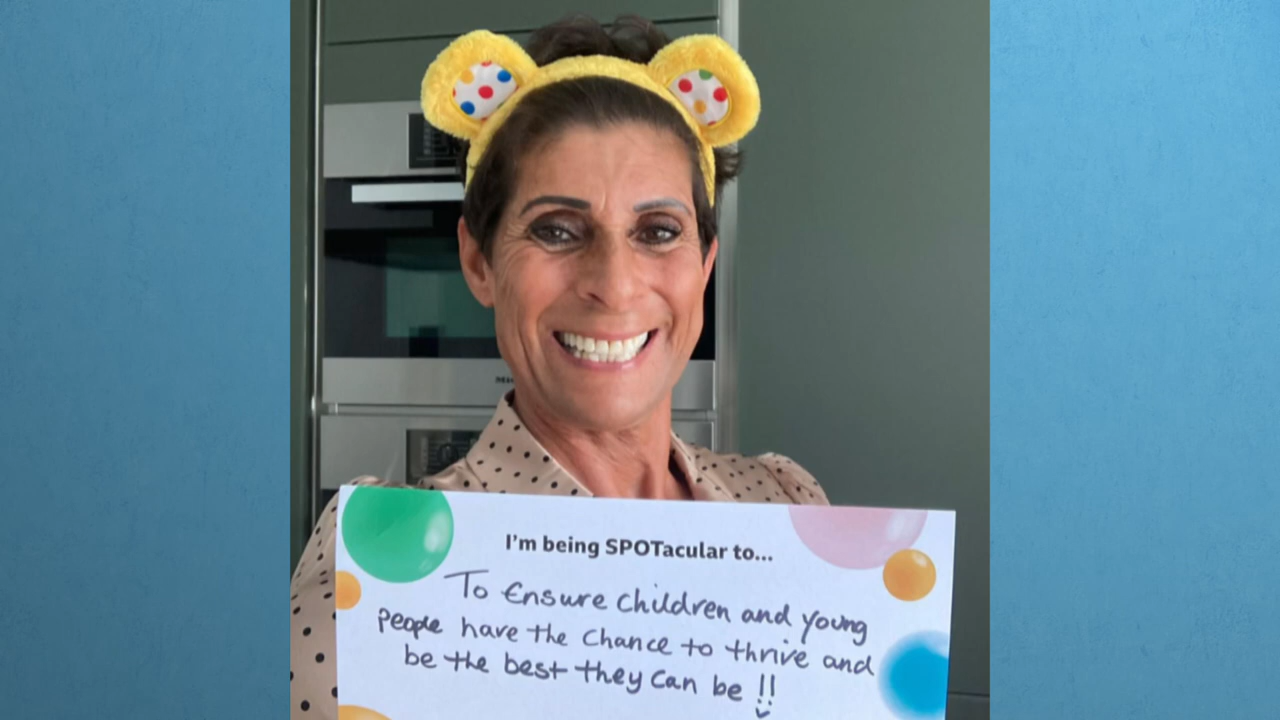 I'm being SPOTacular to...
To Ensure children and young
People have the chance to thrive and
be the best they can be !!